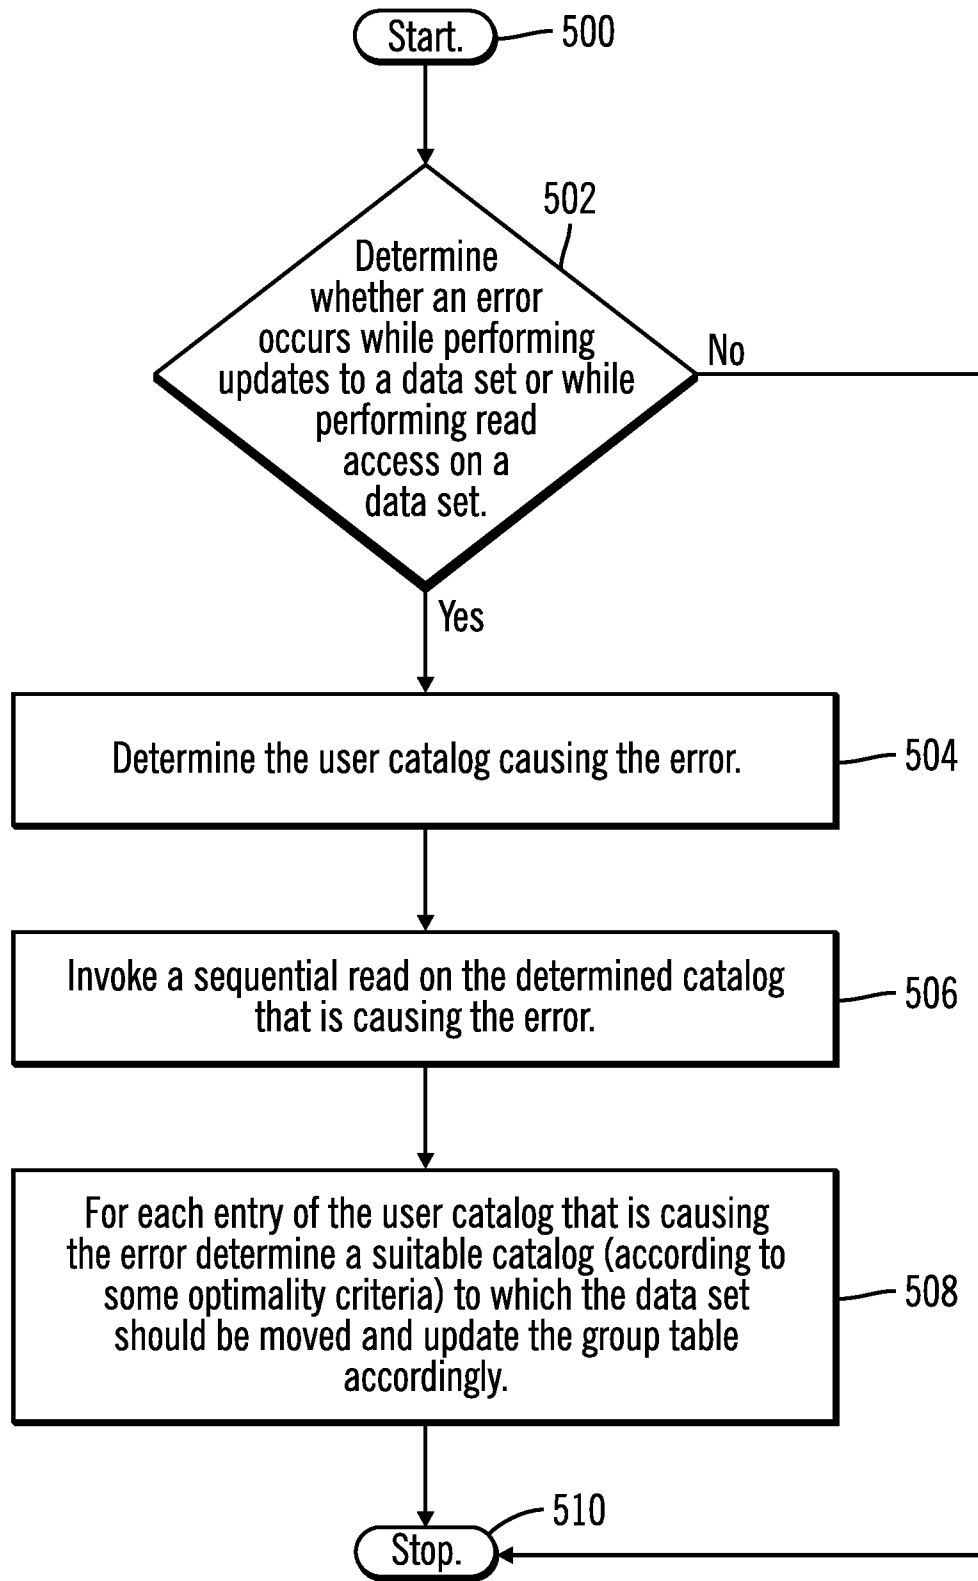 Start.
500
502
Determine
whether an error
occurs while performing
updates to a data set or while
performing read
access on a
data set.
No
Yes
Determine the user catalog causing the error.
504
Invoke a sequential read on the determined catalog
that is causing the error.
506
For each entry of the user catalog that is causing
the error determine a suitable catalog (according to
some optimality criteria) to which the data set
should be moved and update the group table
accordingly.
508
510
Stop.